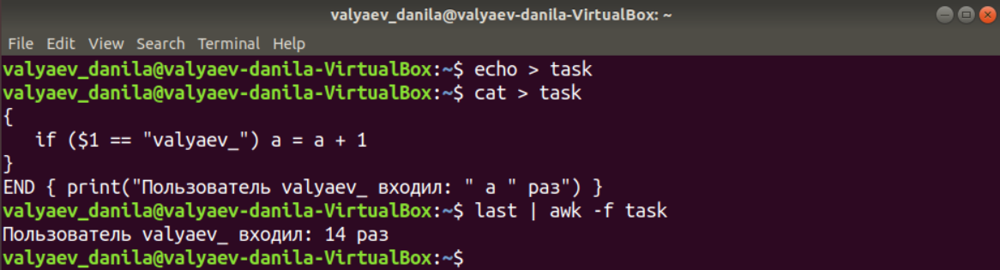 valyaev_danila@valyaev-danila-VirtualBox: ~
File Edit View Search Terminal Help
valyaev_danila@valyaev-danila-VirtualBox:~$ echo > task
valyaev_danila@valyaev-danila-VirtualBox:~$ cat > task
{
   if ($1 == "valyaev_") a = a + 1
}
END { print("Пользователь valyaev_ входил: " a " раз") }
valyaev_danila@valyaev-danila-VirtualBox:~$ last | awk -f task
Пользователь valyaev_ входил: 14 раз
valyaev_danila@valyaev-danila-VirtualBox:~$